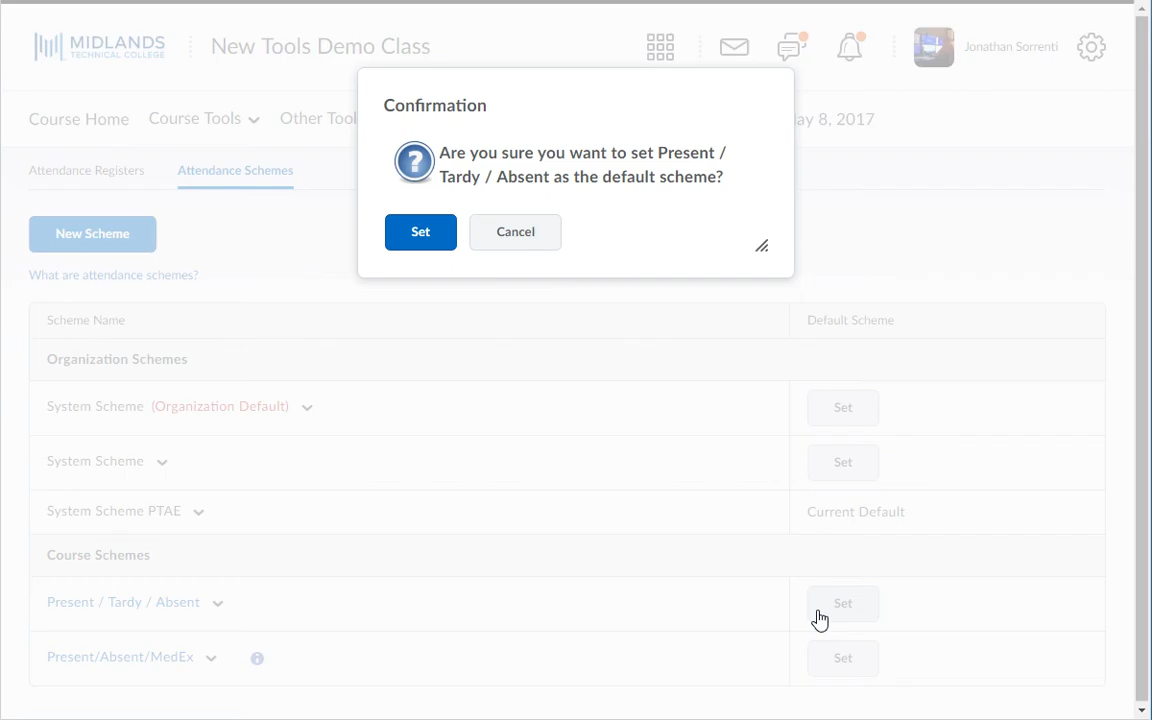 MIDLANDS
TECHNICAL COLLEGE
New Tools Demo Class
Jonathan Sorrenti
Confirmation
Are you sure you want to set Present /
Tardy / Absent as the default scheme?
Set
Cancel
Course Home
Course Tools
Other Tool
ay 8, 2017
Attendance Registers
Attendance Schemes
New Scheme
What are attendance schemes?
Scheme Name
Default Scheme
Organization Schemes
System Scheme (Organization Default)
Set
System Scheme
Set
System Scheme PTAE
Current Default
Course Schemes
Present / Tardy / Absent
Set
Present/Absent/MedEx
Set